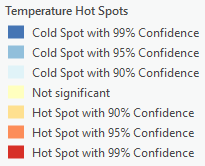 Temperature Hot Spots
Cold Spot with 99% Confidence
Cold Spot with 95% Confidence
Cold Spot with 90% Confidence
Not significant
Hot Spot with 90% Confidence
Hot Spot with 95% Confidence
Hot Spot with 99% Confidence